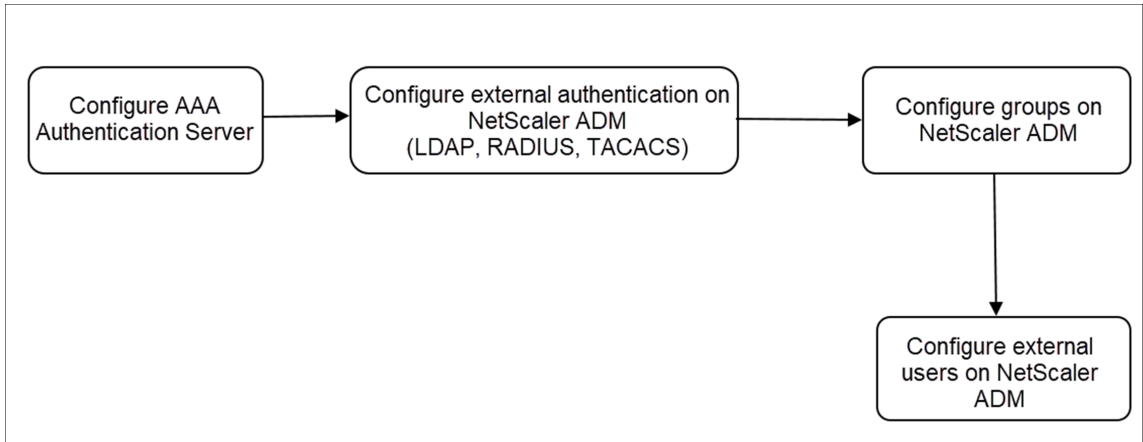 Configure AAA
Authentication Server
Configure external authentication on
NetScaler ADM
(LDAP, RADIUS, TACACS)
Configure groups on
NetScaler ADM
Configure external
users on NetScaler
ADM